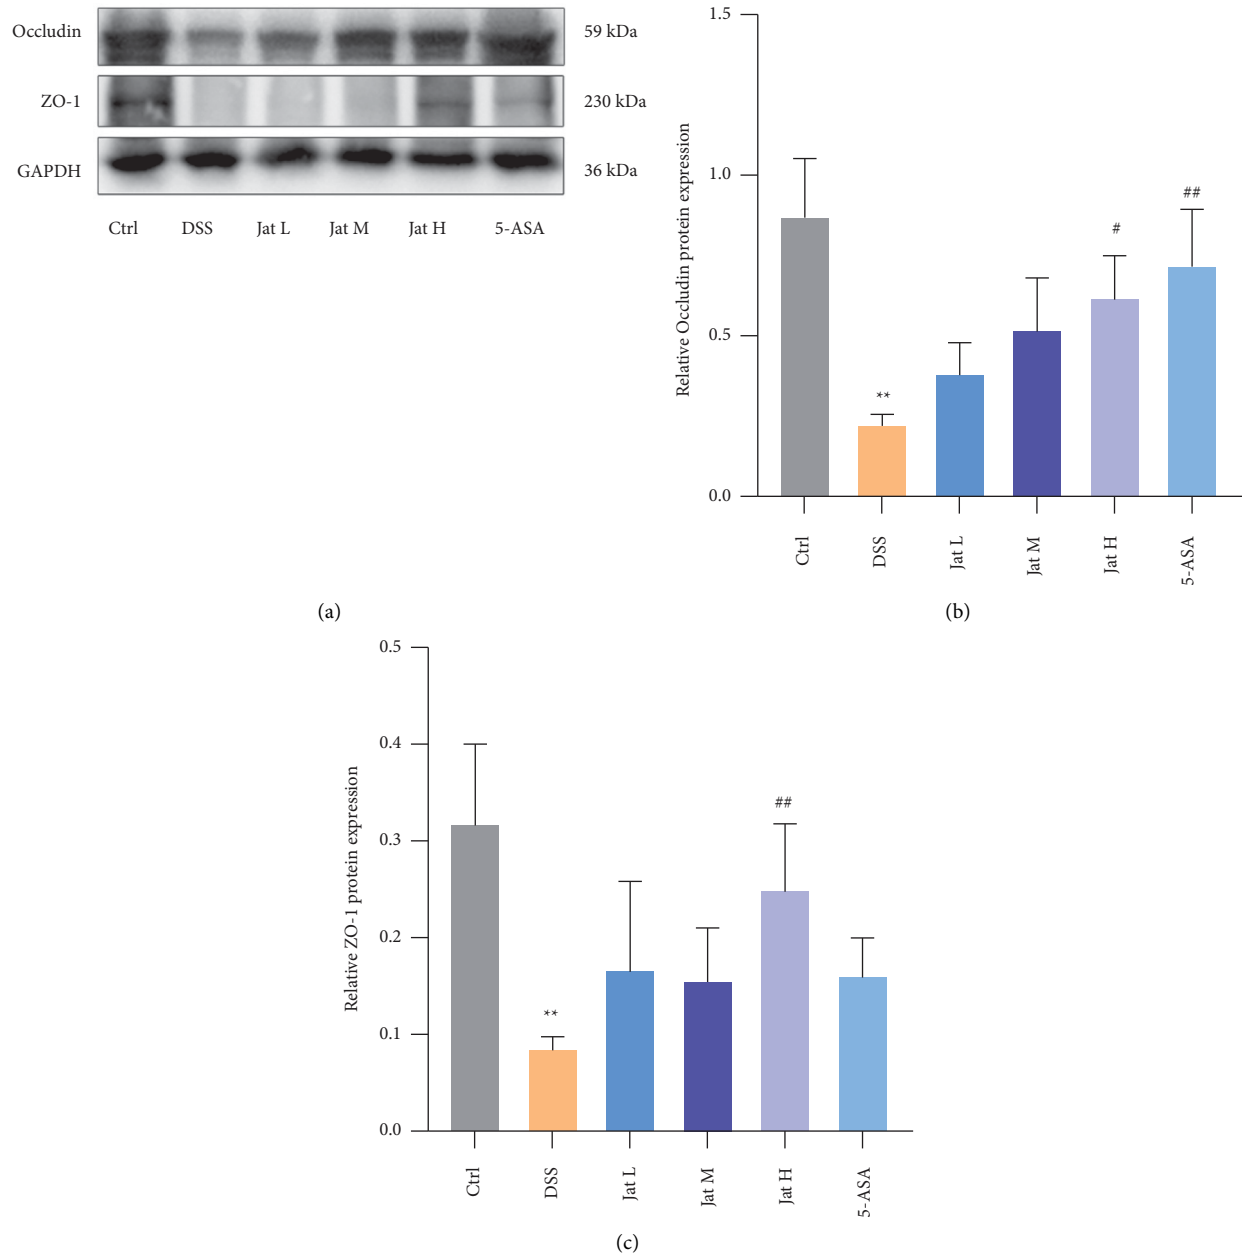 Occludin 59 kDa
ZO-1 230 kDa
GAPDH 36 kDa
Ctrl DSS Jat L Jat M Jat H 5-ASA
(a)
Relative Occludin protein expression
1.5
1.0
0.5
0.0
**
#
##
Ctrl DSS Jat L Jat M Jat H 5-ASA
(b)
Relative ZO-1 protein expression
0.5
0.4
0.3
0.2
0.1
0.0
**
##
Ctrl DSS Jat L Jat M Jat H 5-ASA
(c)